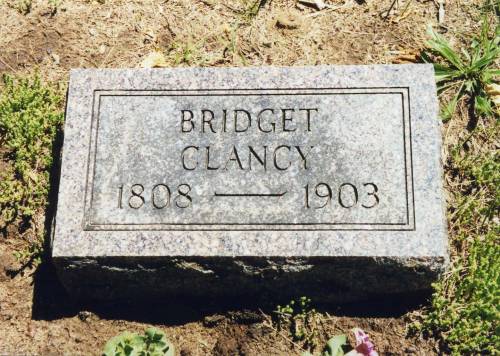 BRIDGET
CLANCY
1808 — 1903